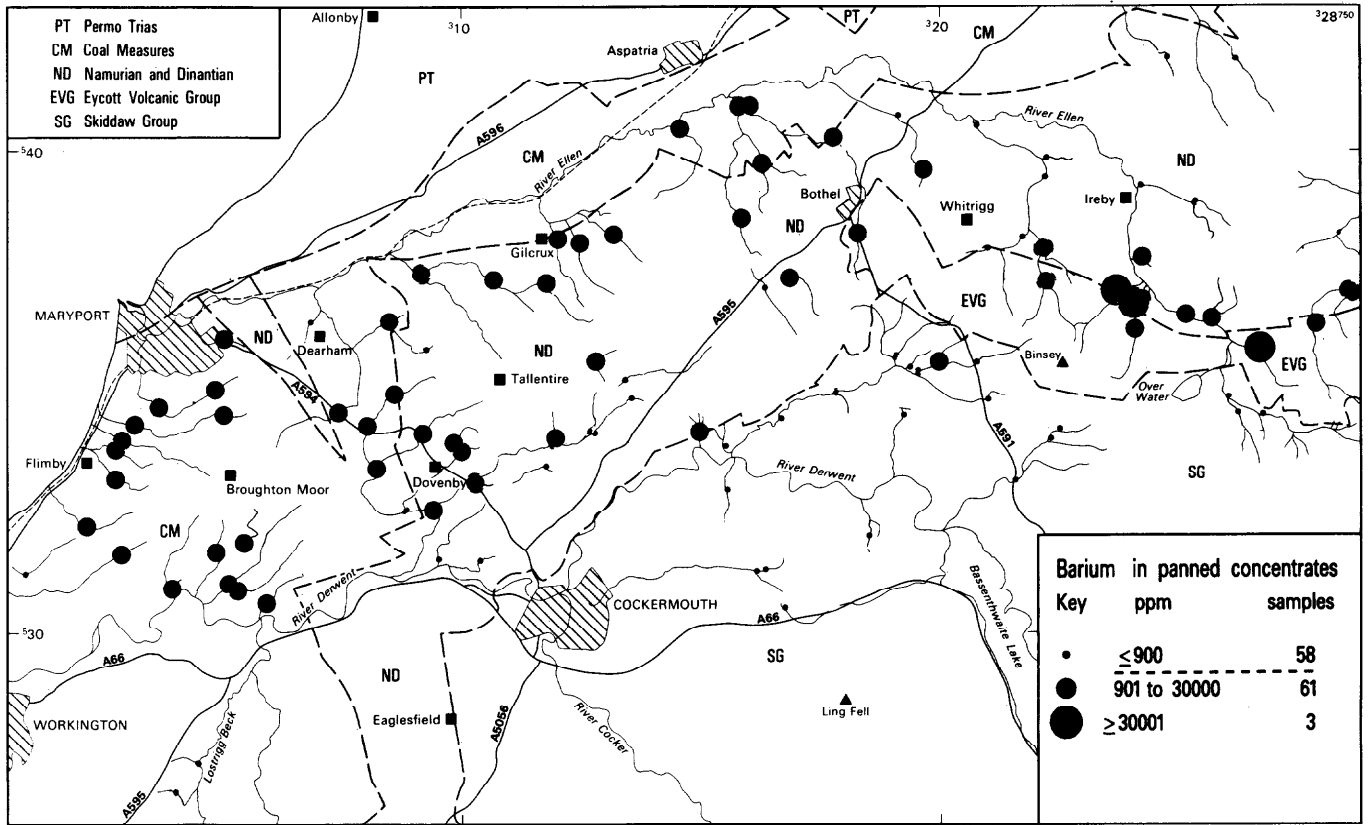 PT Permo Trias
CM Coal Measures
ND Namurian and Dinantian
EVG Eycott Volcanic Group
SG Skiddaw Group
Allonby
310
Aspatria
PT
320
CM
328750
PT
A596
River Ellen
540
CM
River Ellen
ND
Bothel
Whitrigg
Ireby
ND
Gilcrux
MARYPORT
ND
Dearham
A595
EVG
ND
Tallentire
Binsey
EVG
Over
Water
A594
A591
Flimby
Broughton Moor
Dovenby
River Derwent
SG
CM
River Derwent
COCKERMOUTH
Bassenthwaite Lake
530
A66
A66
SG
ND
WORKINGTON
Eaglesfield
A5056
River Cocker
Ling Fell
Lostrigg Beck
A595
Barium in panned concentrates
Key ppm samples
≤900 58
901 to 30000 61
≥30001 3